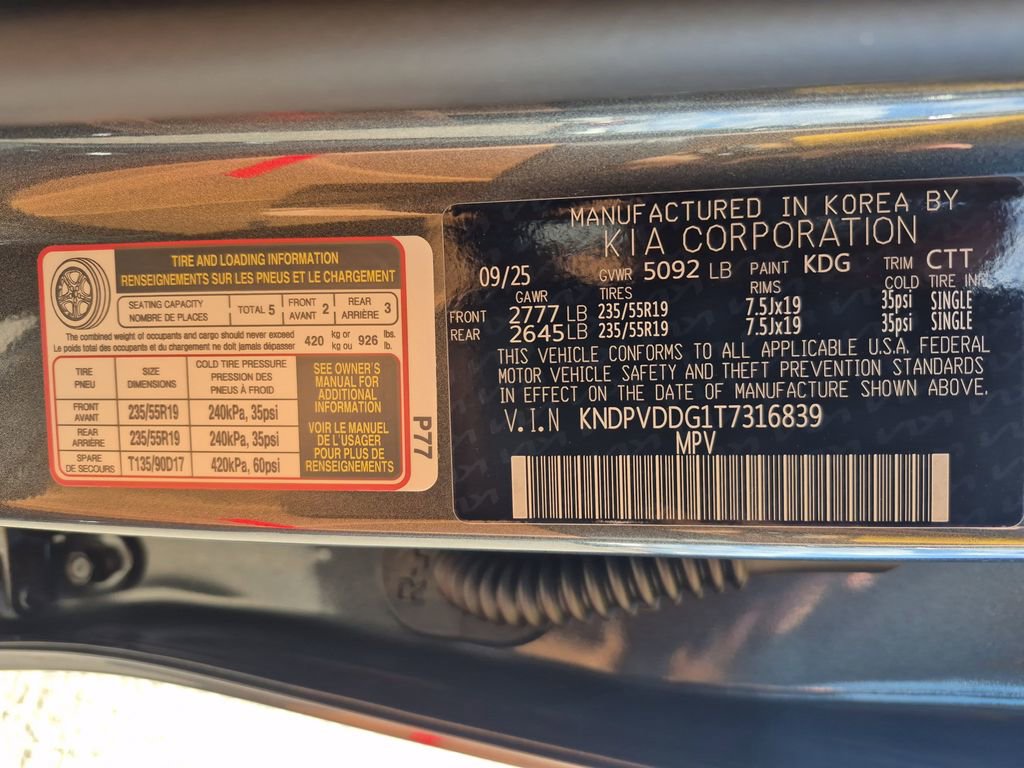 TIRE AND LOADING INFORMATION
RENSEIGNEMENTS SUR LES PNEUS ET LE CHARGEMENT
SEATING CAPACITY
NOMBRE DE PLACES
TOTAL 5
FRONT
AVANT 2
REAR
ARRIÈRE 3
The combined weight of occupants and cargo should never exceed
Le poids total des occupants et du chargement ne doit jamais dépasser
420 kg or 926 lbs.
kg ou lb.
TIRE
PNEU
SIZE
DIMENSIONS
COLD TIRE PRESSURE
PRESSION DES
PNEUS À FROID
FRONT
AVANT
235/55R19
240kPa, 35psi
REAR
ARRIÈRE
235/55R19
240kPa, 35psi
SPARE
DE SECOURS
T135/90D17
420kPa, 60psi
SEE OWNER'S
MANUAL FOR
ADDITIONAL
INFORMATION
VOIR LE MANUEL
DE L'USAGER
POUR PLUS DE
RENSEIGNEMENTS
P77
MANUFACTURED IN KOREA BY
KIA CORPORATION
09/25 GVWR 5092 LB PAINT KDG TRIM CTT
GAWR TIRES RIMS COLD TIRE INF
FRONT 2777 LB 235/55R19 7.5Jx19 35psi SINGLE
REAR 2645 LB 235/55R19 7.5Jx19 35psi SINGLE
THIS VEHICLE CONFORMS TO ALL APPLICABLE U.S.A. FEDERAL
MOTOR VEHICLE SAFETY AND THEFT PREVENTION STANDARDS
IN EFFECT ON THE DATE OF MANUFACTURE SHOWN ABOVE.
V.I.N KNDPVDDG1T7316839
MPV